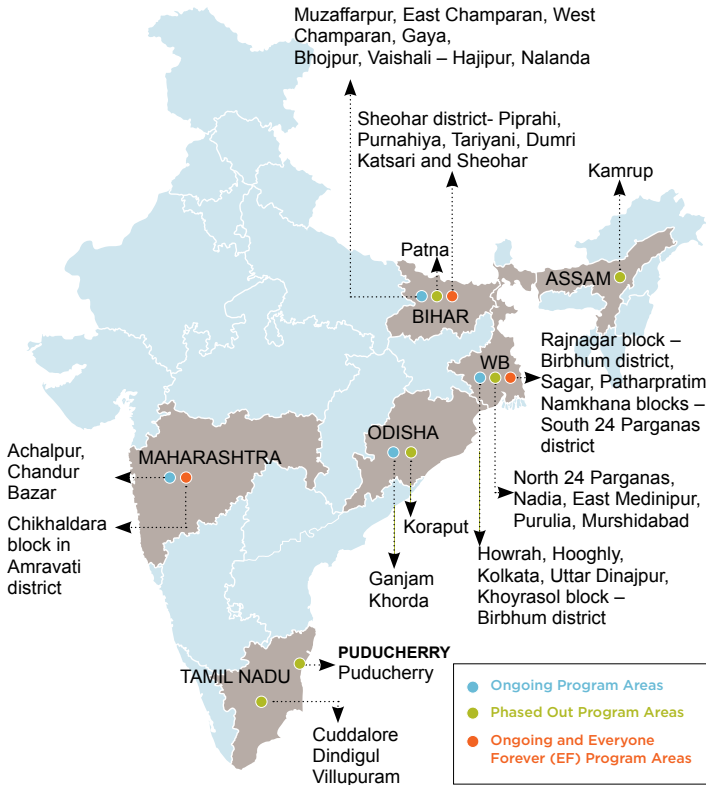 Muzaffarpur, East Champaran, West
Champaran, Gaya,
Bhojpur, Vaishali – Hajipur, Nalanda
Sheohar district- Piprahi,
Purnahiya, Tariyani, Dumri
Katsari and Sheohar
Kamrup
Patna
ASSAM
BIHAR
Rajnagar block –
Birbhum district,
Sagar, Patharpratim
Namkhana blocks –
South 24 Parganas
district
WB
ODISHA
Achalpur,
Chandur
Bazar
MAHARASHTRA
North 24 Parganas,
Nadia, East Medinipur,
Purulia, Murshidabad
Chikhaldara
block in
Amravati
district
Koraput
Ganjam
Khorda
Howrah, Hooghly,
Kolkata, Uttar Dinajpur,
Khoyrasol block –
Birbhum district
PUDUCHERRY
Puducherry
TAMIL NADU
Cuddalore
Dindigul
Villupuram
Ongoing Program Areas
Phased Out Program Areas
Ongoing and Everyone
Forever (EF) Program Areas